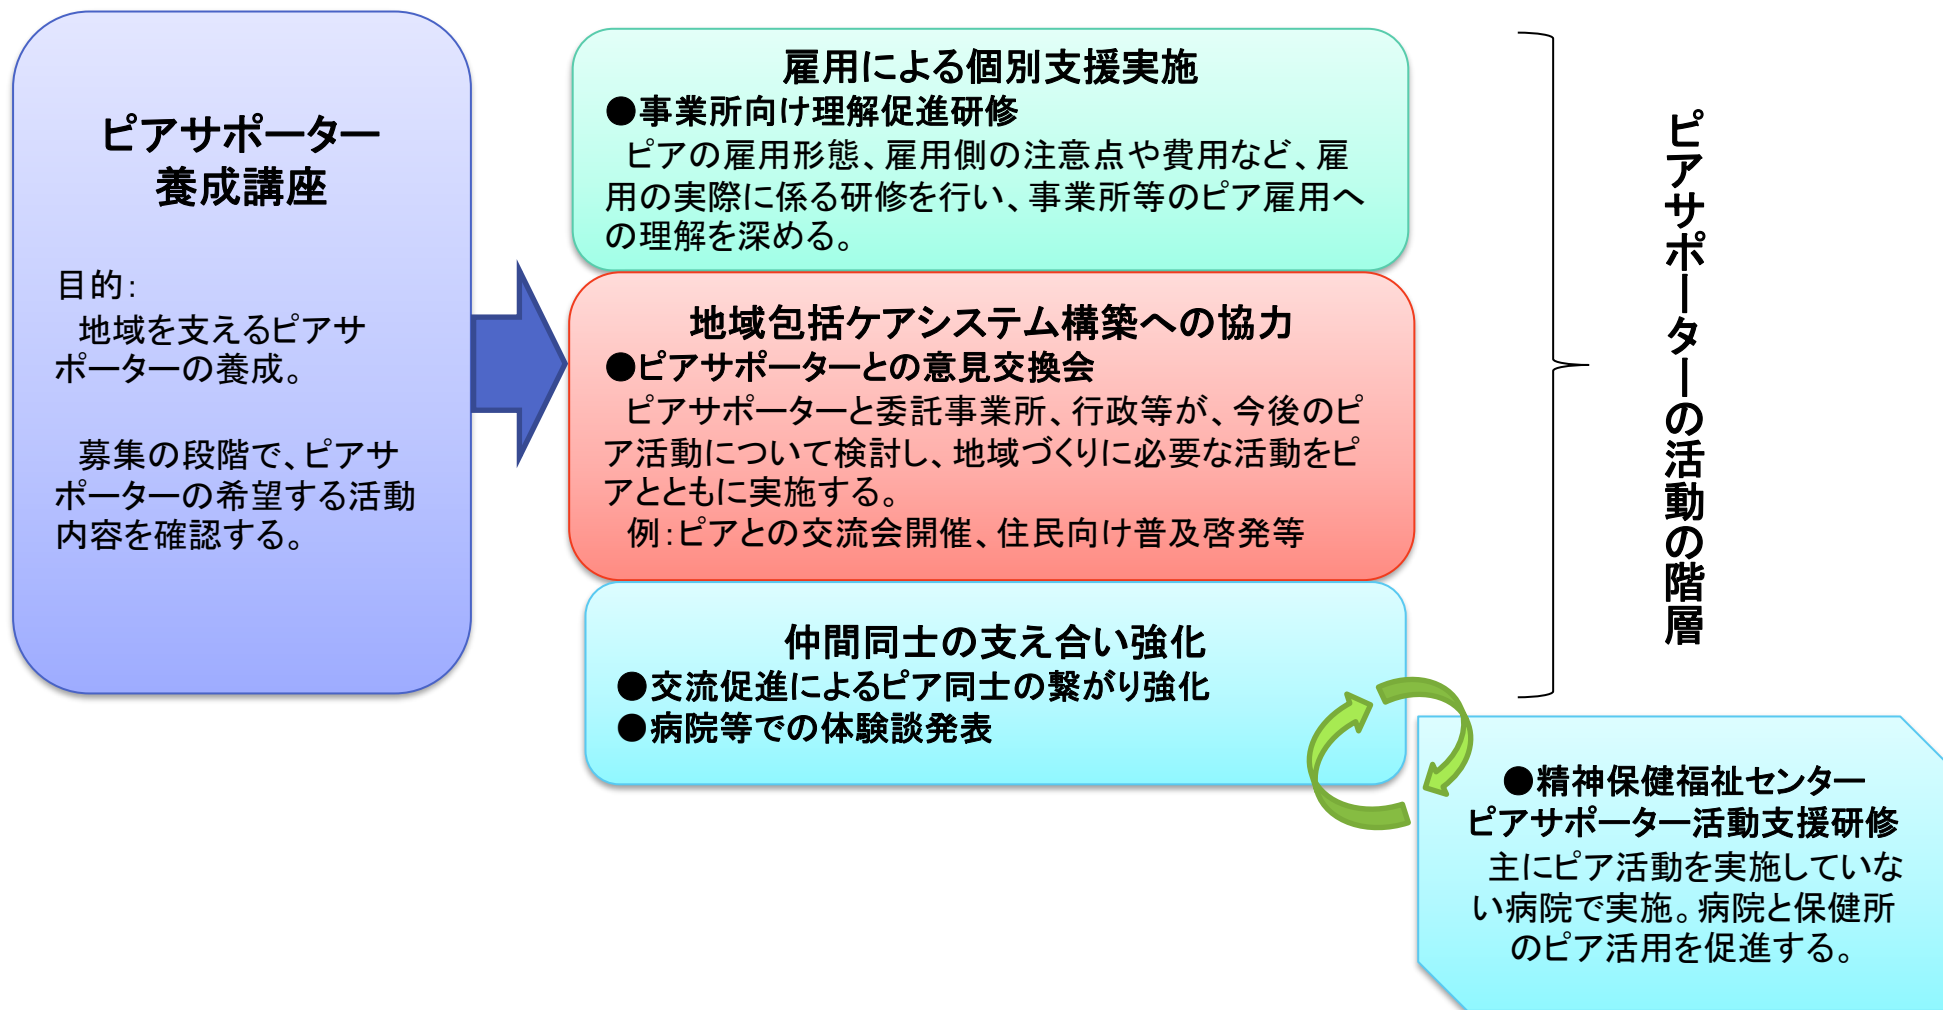 ピアサポーター
養成講座
目的：
地域を支えるピアサ
ポーターの養成。
募集の段階で、ピアサ
ポーターの希望する活動
内容を確認する。
雇用による個別支援実施
●事業所向け理解促進研修
ピアの雇用形態、雇用側の注意点や費用など、雇
用の実際に係る研修を行い、事業所等のピア雇用へ
の理解を深める。
地域包括ケアシステム構築への協力
●ピアサポーターとの意見交換会
ピアサポーターと委託事業所、行政等が、今後のピ
ア活動について検討し、地域づくりに必要な活動をピ
アとともに実施する。
例：ピアとの交流会開催、住民向け普及啓発等
仲間同士の支え合い強化
●交流促進によるピア同士の繋がり強化
●病院等での体験談発表
ピアサポーターの活動の階層
●精神保健福祉センター
ピアサポーター活動支援研修
主にピア活動を実施していな
い病院で実施。病院と保健所
のピア活用を促進する。